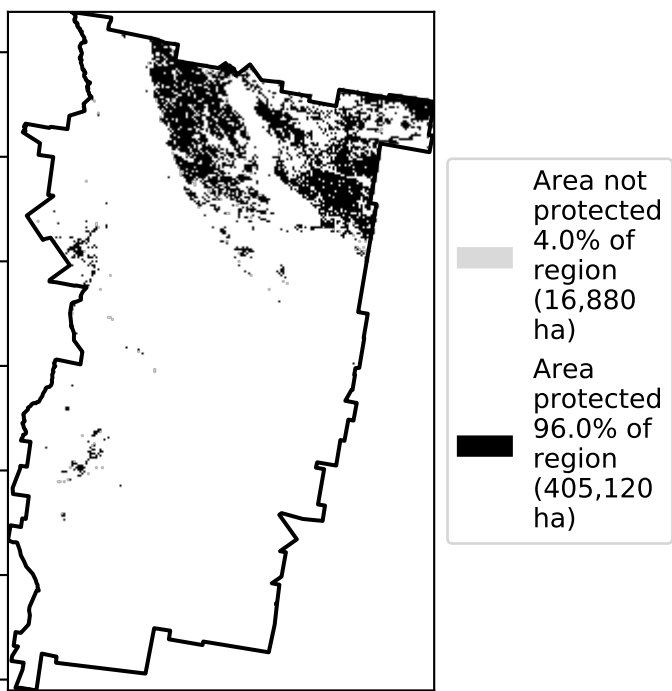 Area not
protected
4.0% of
region
(16,880
ha)
Area
protected
96.0% of
region
(405,120
ha)